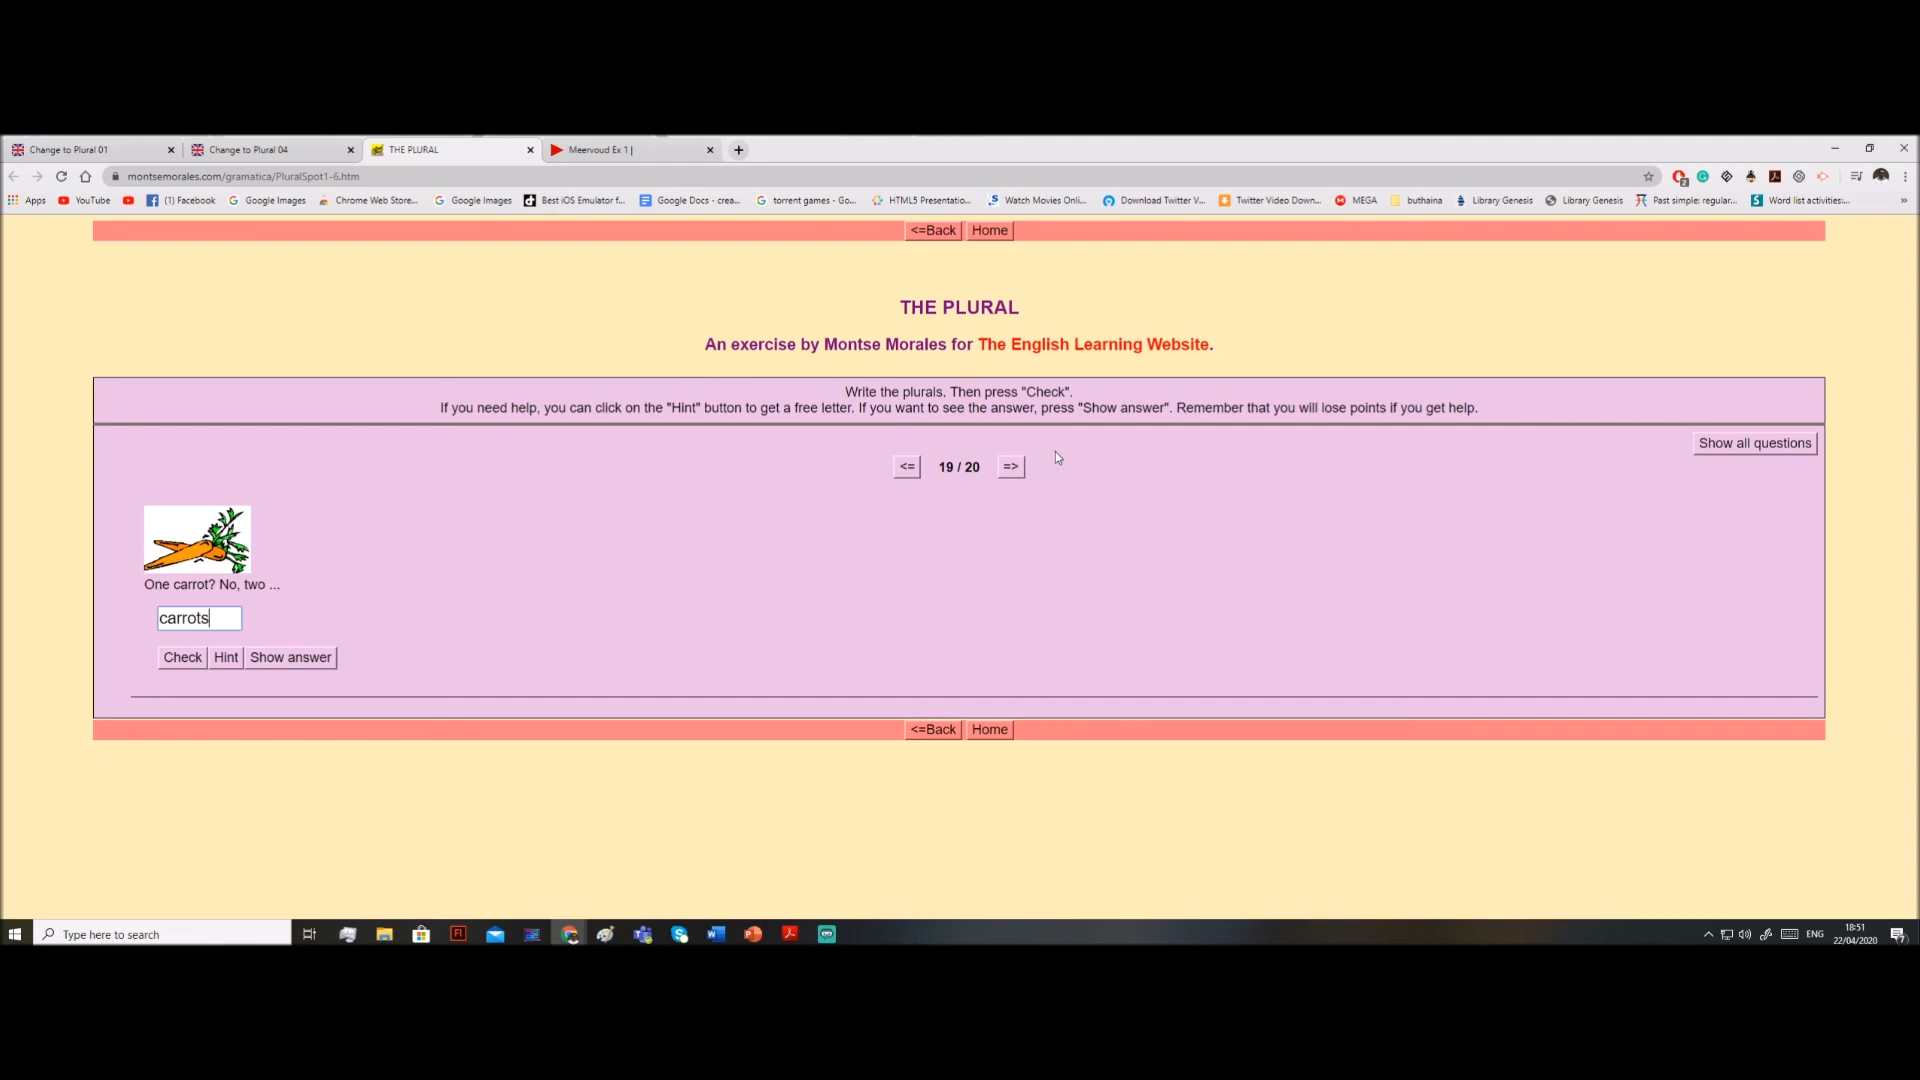 Change to Plural 01
Change to Plural 04
THE PLURAL
Meervoud Ex 1 |
montsemorales.com/gramatica/PluralSpot1-6.htm
Apps YouTube (1) Facebook Google Images Chrome Web Store... Google Images Best iOS Emulator f... Google Docs - crea... torrent games - Go... HTML5 Presentatio... Watch Movies Onli... Download Twitter V... Twitter Video Down... MEGA buthaina Library Genesis Library Genesis Past simple: regular... Word list activities:... »
<=Back Home
THE PLURAL
An exercise by Montse Morales for The English Learning Website.
Write the plurals. Then press "Check".
If you need help, you can click on the "Hint" button to get a free letter. If you want to see the answer, press "Show answer". Remember that you will lose points if you get help.
Show all questions
<= 19 / 20 =>
One carrot? No, two ...
carrots
Check Hint Show answer
<=Back Home
Type here to search
ENG
18:51
22/04/2020